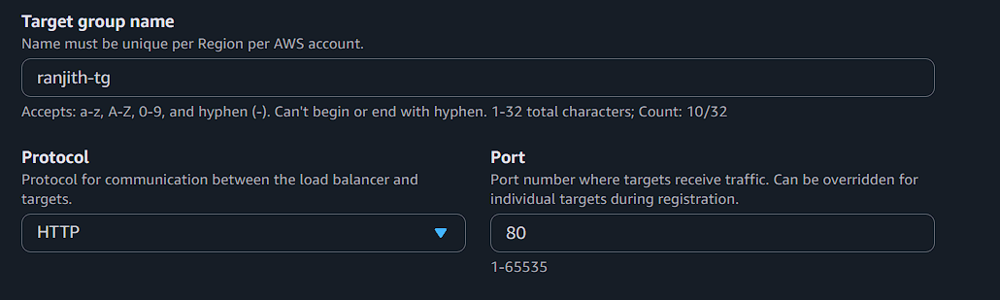 Target group name
Name must be unique per Region per AWS account.
ranjith-tg
Accepts: a-z, A-Z, 0-9, and hyphen (-). Can't begin or end with hyphen. 1-32 total characters; Count: 10/32
Protocol
Protocol for communication between the load balancer and
targets.
HTTP
Port
Port number where targets receive traffic. Can be overridden for
individual targets during registration.
80
1-65535